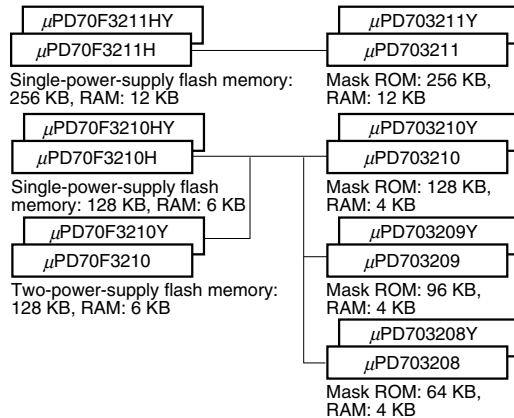 μPD70F3211HY
μPD70F3211H
Single-power-supply flash memory:
256 KB, RAM: 12 KB
μPD703211Y
μPD703211
Mask ROM: 256 KB,
RAM: 12 KB
μPD70F3210HY
μPD70F3210H
Single-power-supply flash
memory: 128 KB, RAM: 6 KB
μPD703210Y
μPD703210
Mask ROM: 128 KB,
RAM: 4 KB
μPD70F3210Y
μPD70F3210
Two-power-supply flash memory:
128 KB, RAM: 6 KB
μPD703209Y
μPD703209
Mask ROM: 96 KB,
RAM: 4 KB
μPD703208Y
μPD703208
Mask ROM: 64 KB,
RAM: 4 KB